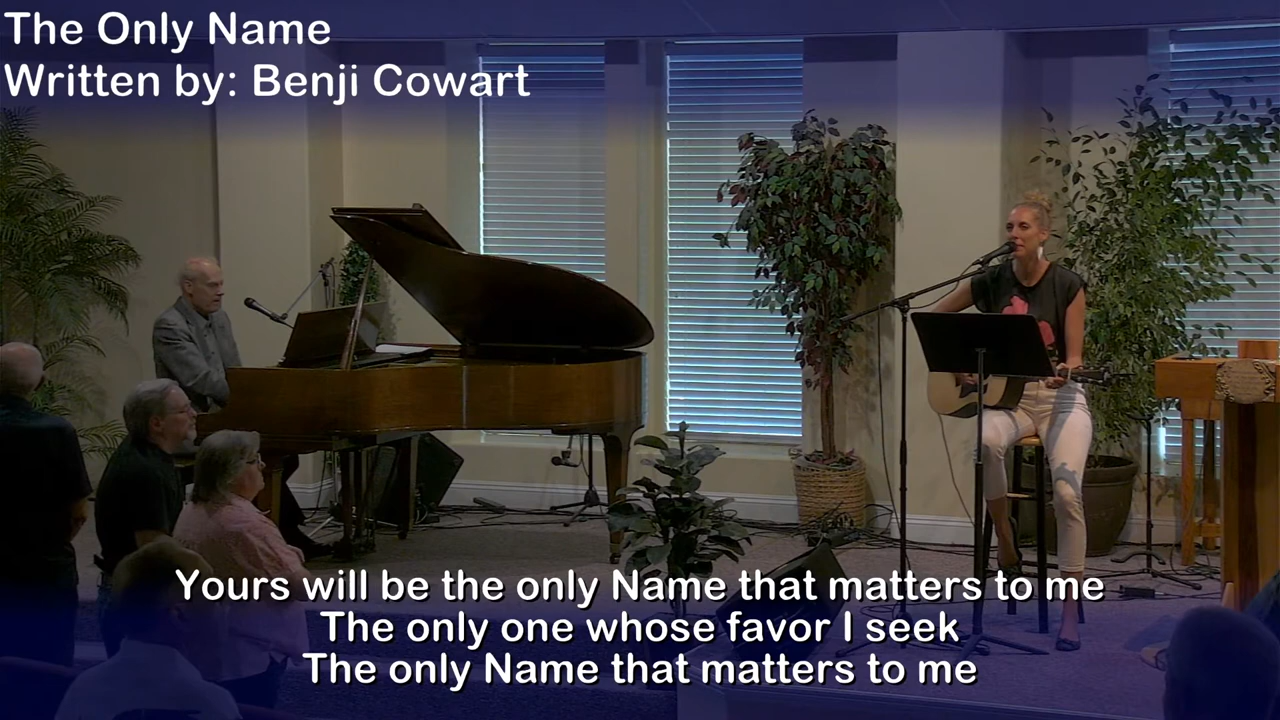 The Only Name
Written by: Benji Cowart
Yours will be the only Name that matters to me
The only one whose favor I seek
The only Name that matters to me